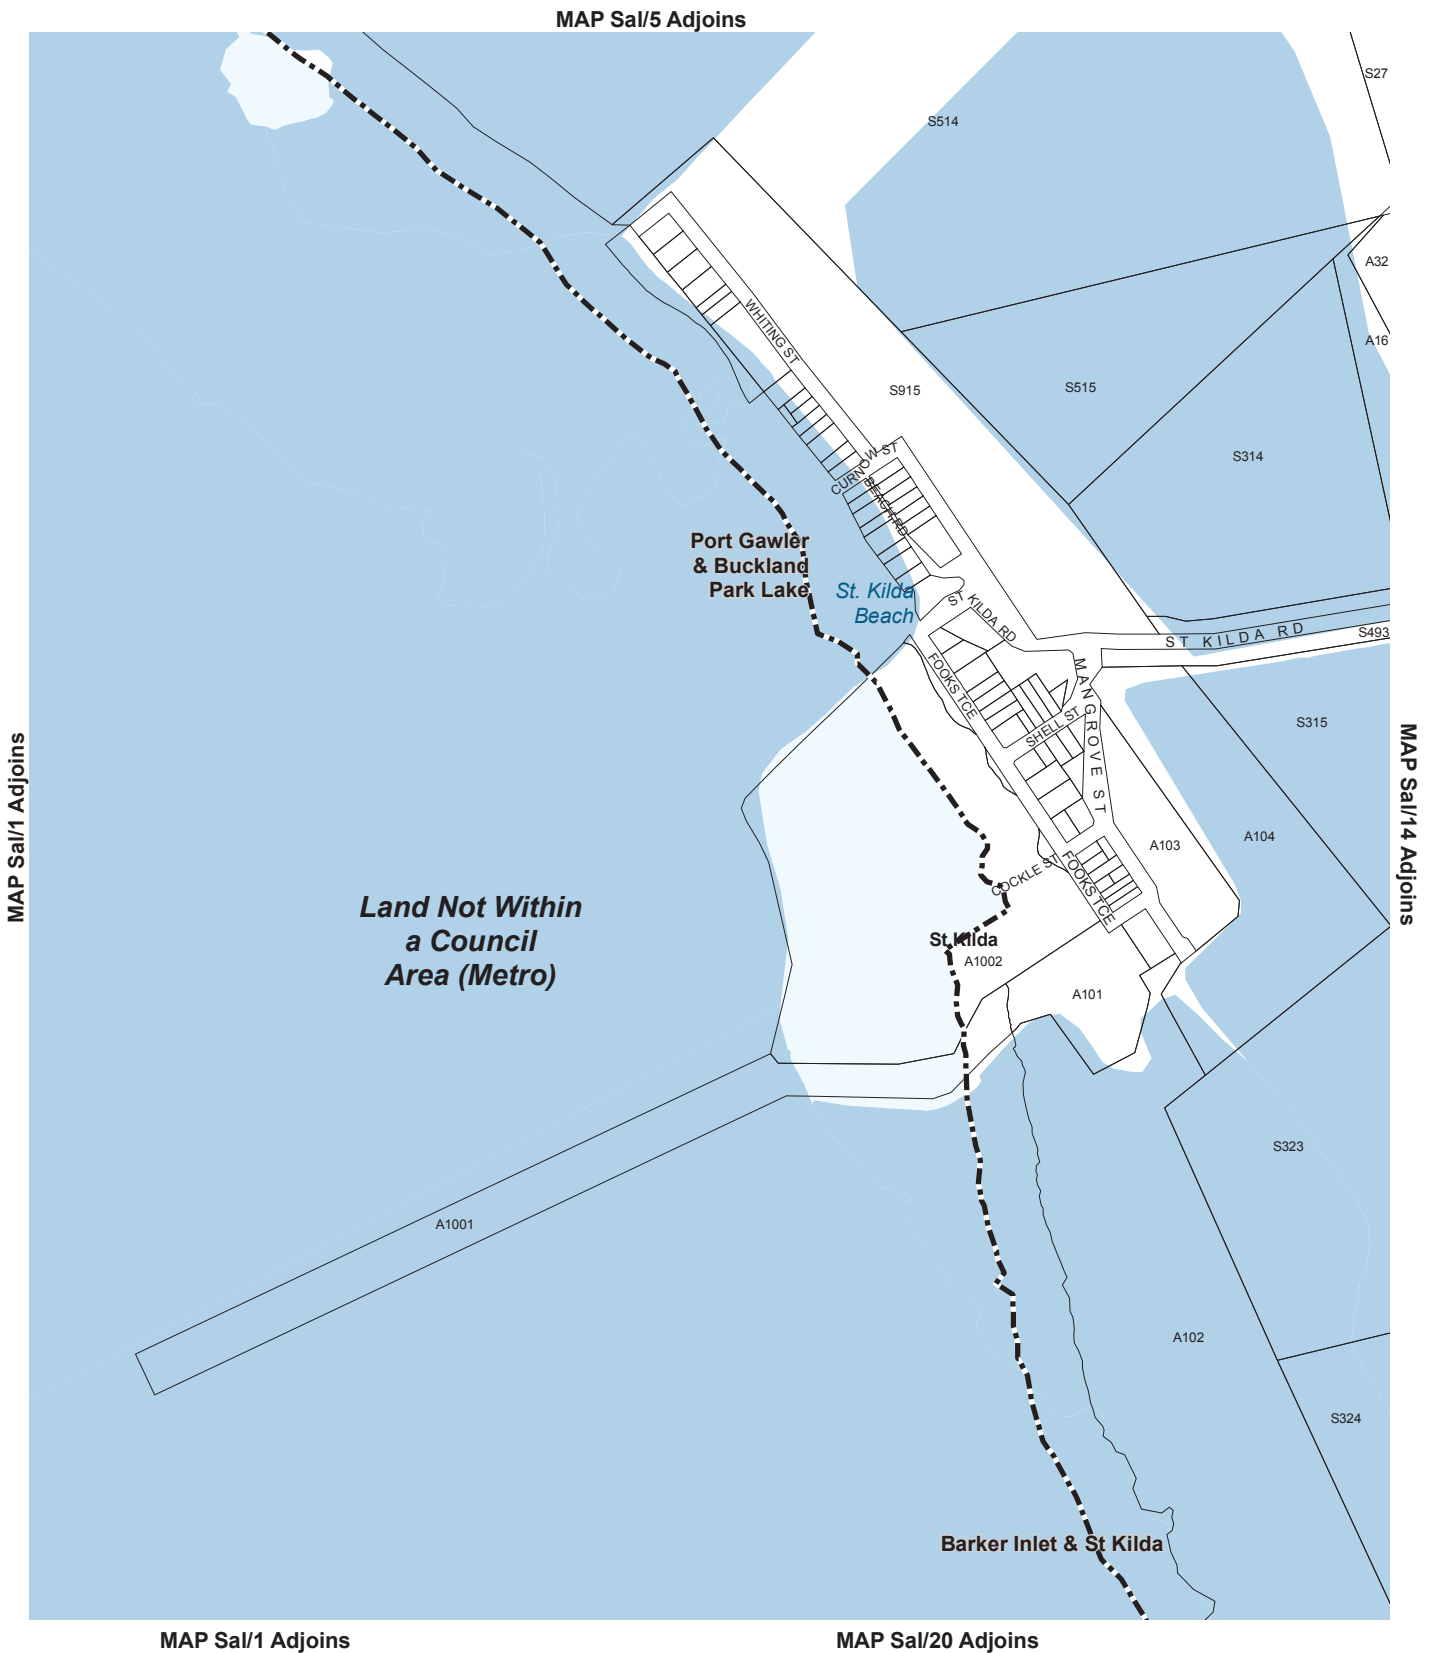 MAP Sal/5 Adjoins
S27
S514
A32
WHITING ST
A16
S915
S515
CURNOW ST
S314
BEACH RD
Port Gawler
& Buckland
Park Lake
St. Kilda
Beach
ST KILDA RD
ST KILDA RD
S493
FOOKS TCE
MANGROVE ST
SHELL ST
S315
MAP Sal/1 Adjoins
MAP Sal/14 Adjoins
A104
A103
COCKLE ST
FOOKS TCE
Land Not Within
a Council
Area (Metro)
St Kilda
A1002
A101
S323
A1001
A102
S324
Barker Inlet & St Kilda
MAP Sal/1 Adjoins
MAP Sal/20 Adjoins